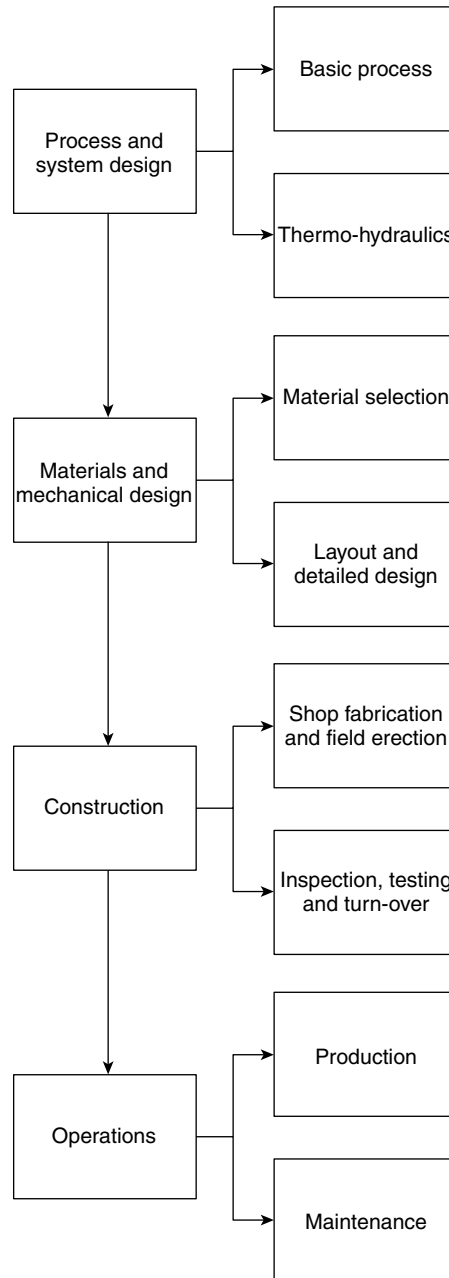 Basic process
Process and
system design
Thermo-hydraulics
Material selection
Materials and
mechanical design
Layout and
detailed design
Shop fabrication
and field erection
Construction
Inspection, testing
and turn-over
Production
Operations
Maintenance